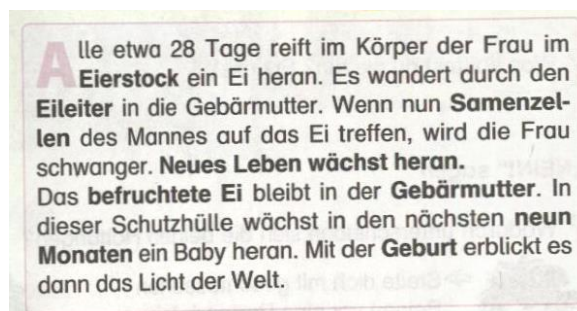 Alle etwa 28 Tage reift im Körper der Frau im
Eierstock ein Ei heran. Es wandert durch den
Eileiter in die Gebärmutter. Wenn nun Samenzel-
len des Mannes auf das Ei treffen, wird die Frau
schwanger. Neues Leben wächst heran.
Das befruchtete Ei bleibt in der Gebärmutter. In
dieser Schutzhülle wächst in den nächsten neun
Monaten ein Baby heran. Mit der Geburt erblickt es
dann das Licht der Welt.